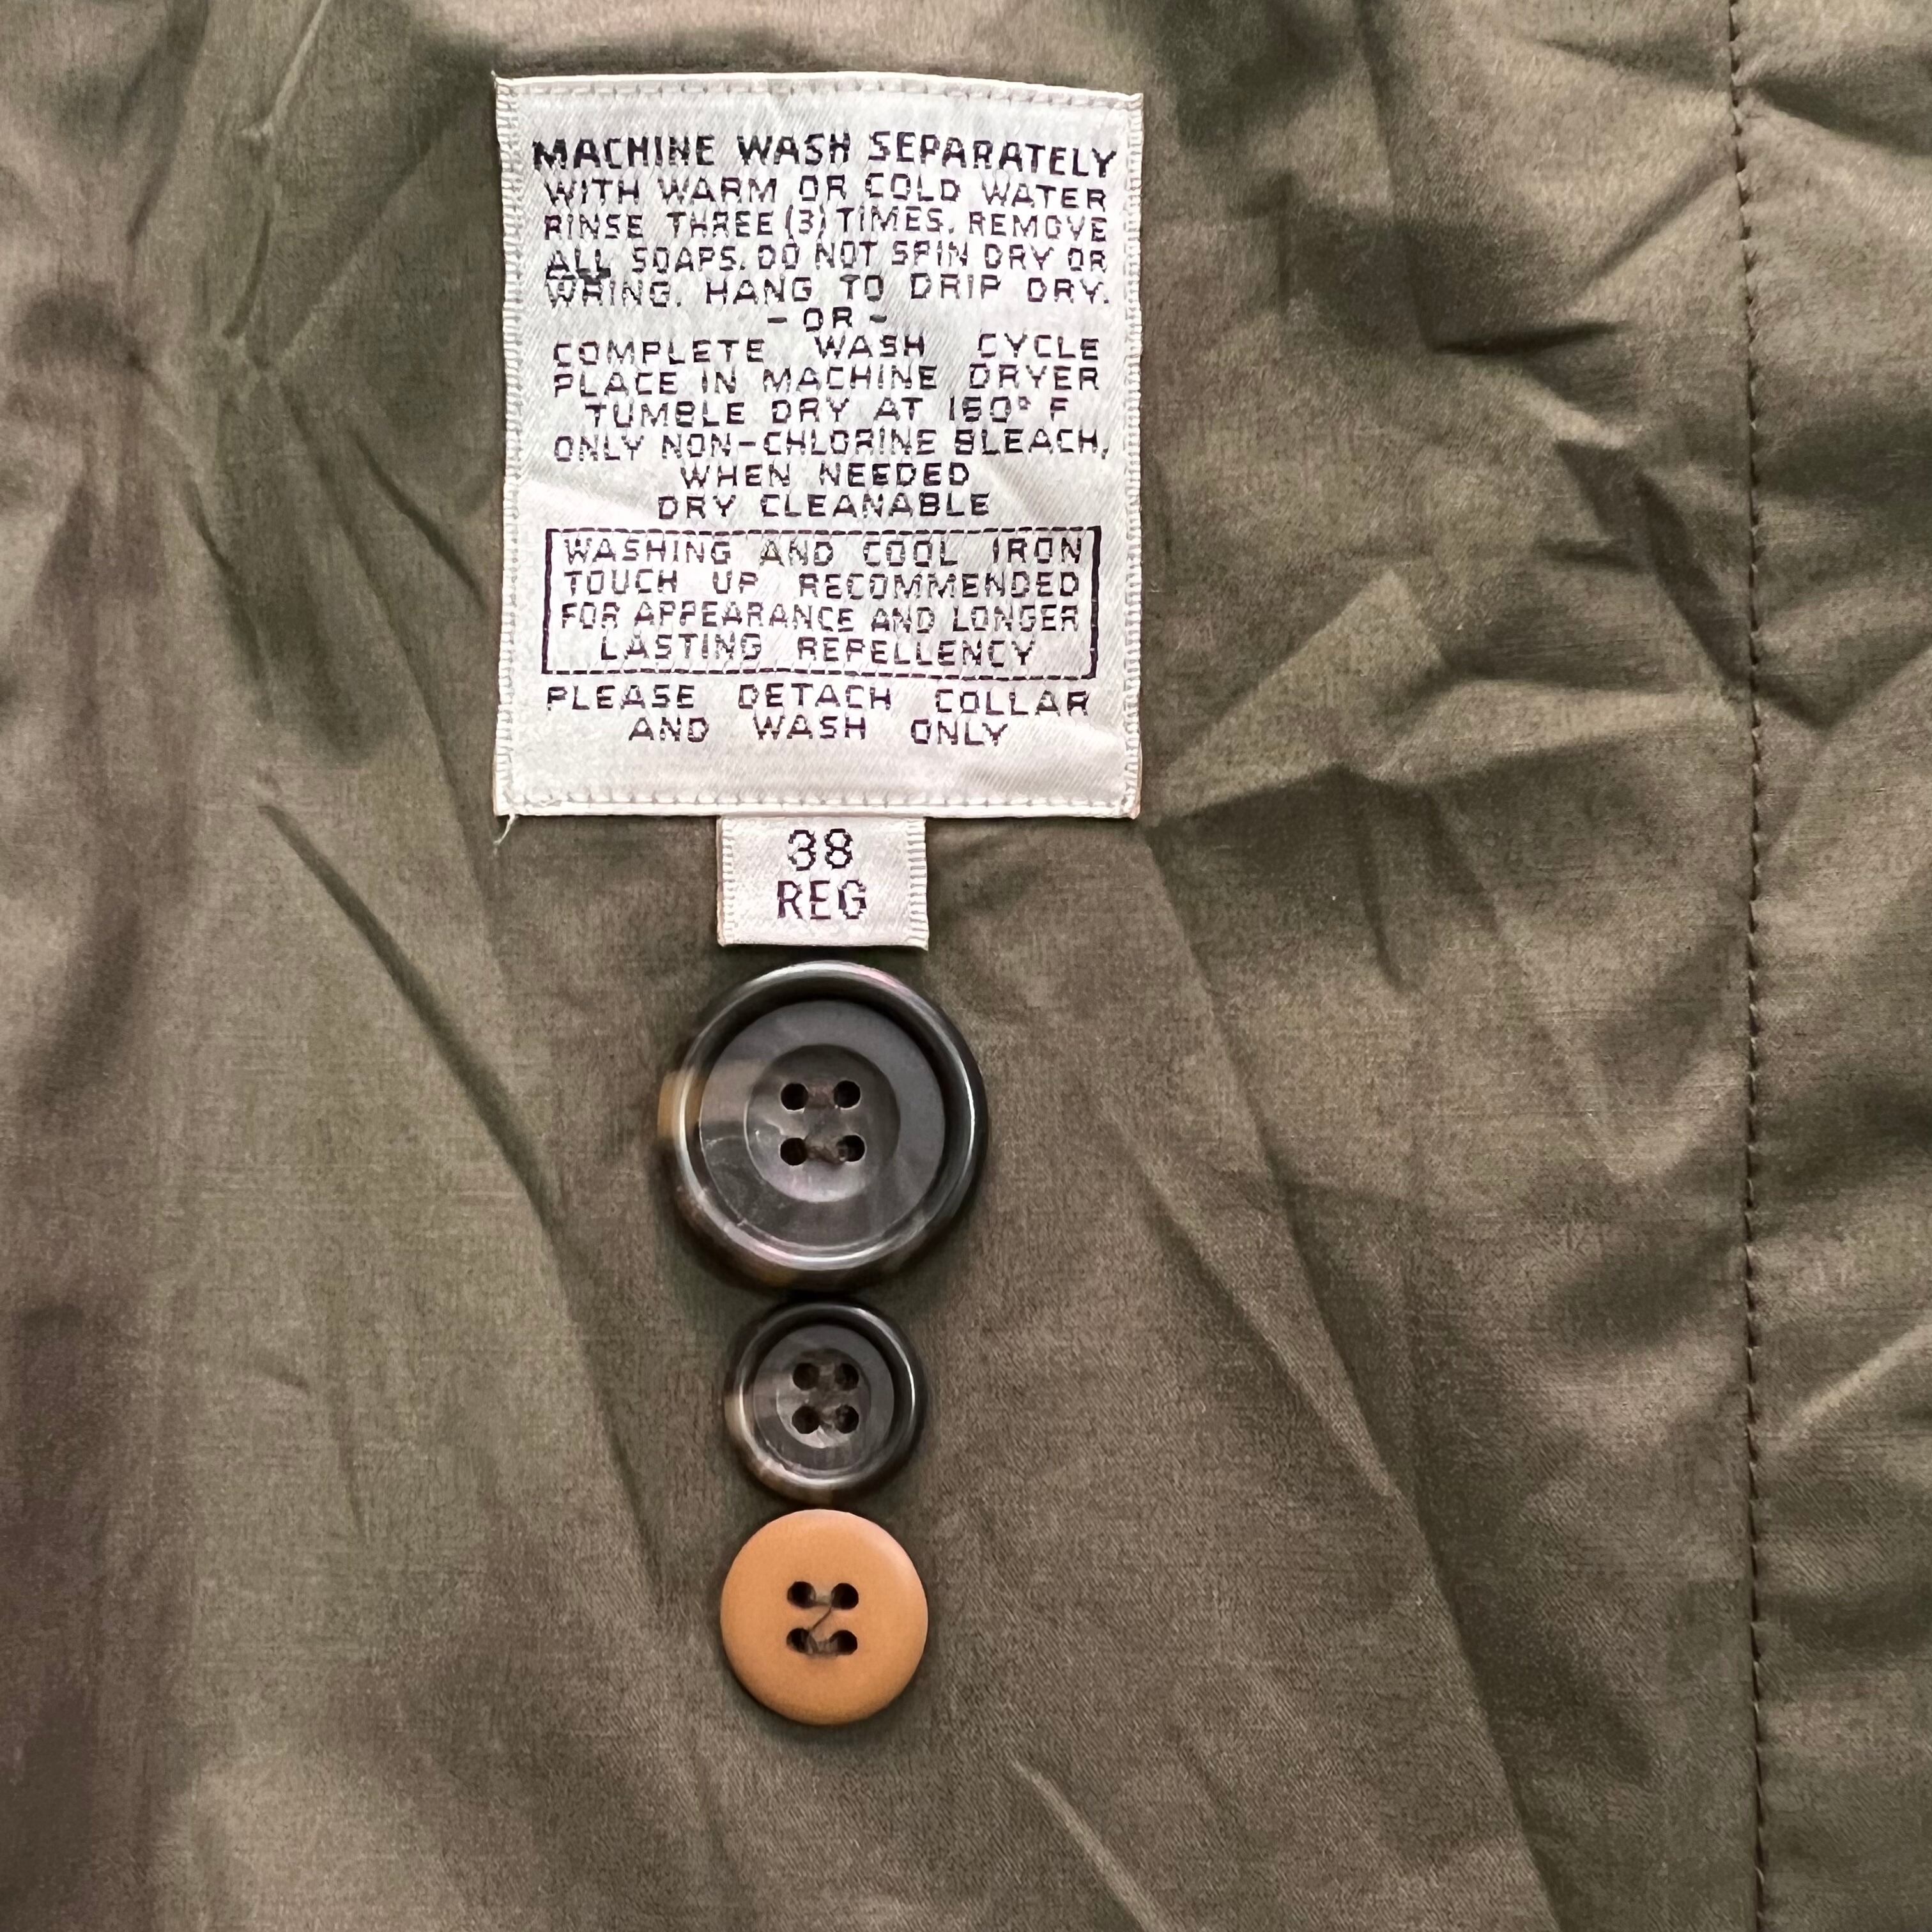 MACHINE WASH SEPARATELY
WITH WARM OR COLD WATER
RINSE THREE (3) TIMES. REMOVE
ALL SOAPS. DO NOT SPIN DRY OR
WRING. HANG TO DRIP DRY.
- OR -
COMPLETE WASH CYCLE
PLACE IN MACHINE DRYER
TUMBLE DRY AT 160° F
ONLY NON-CHLORINE BLEACH,
WHEN NEEDED
DRY CLEANABLE
WASHING AND COOL IRON
TOUCH UP RECOMMENDED
FOR APPEARANCE AND LONGER
LASTING REPELLENCY
PLEASE DETACH COLLAR
AND WASH ONLY
38
REG